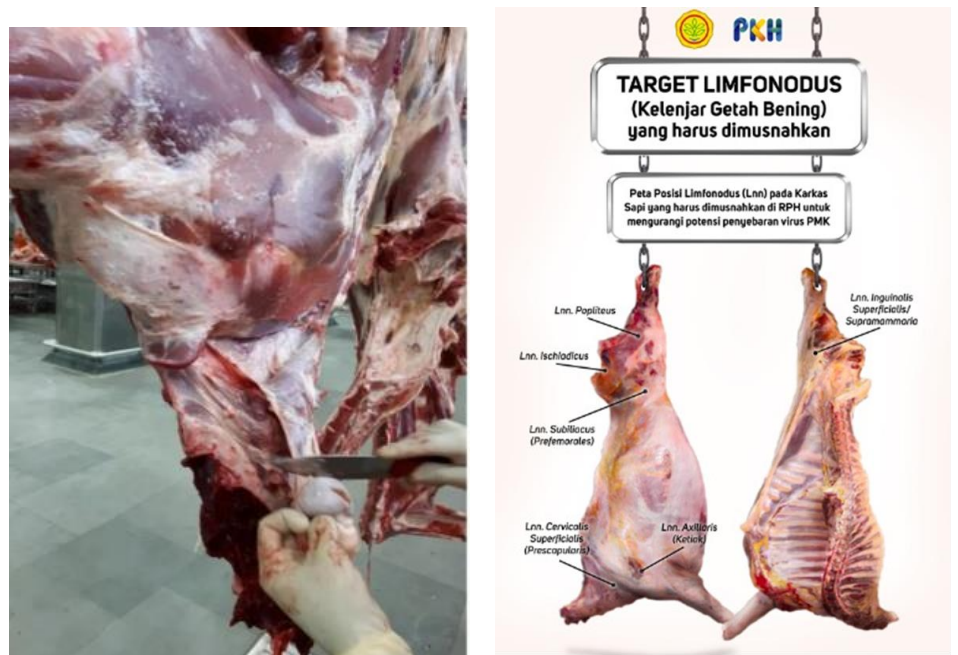 PKH
TARGET LIMFONODUS
(Kelenjar Getah Bening)
yang harus dimusnahkan
Peta Posisi Limfonodus (Lnn) pada Karkas
Sapi yang harus dimusnahkan di RPH untuk
mengurangi potensi penyebaran virus PMK
Lnn. Popliteus
Lnn. Ischiadicus
Lnn. Subiliacus
(Prefemorales)
Lnn. Cervicalis
Superficialis
(Prescapularis)
Lnn. Axillaris
(Ketiak)
Lnn. Inguinalis
Superficialis/
Supramammaria